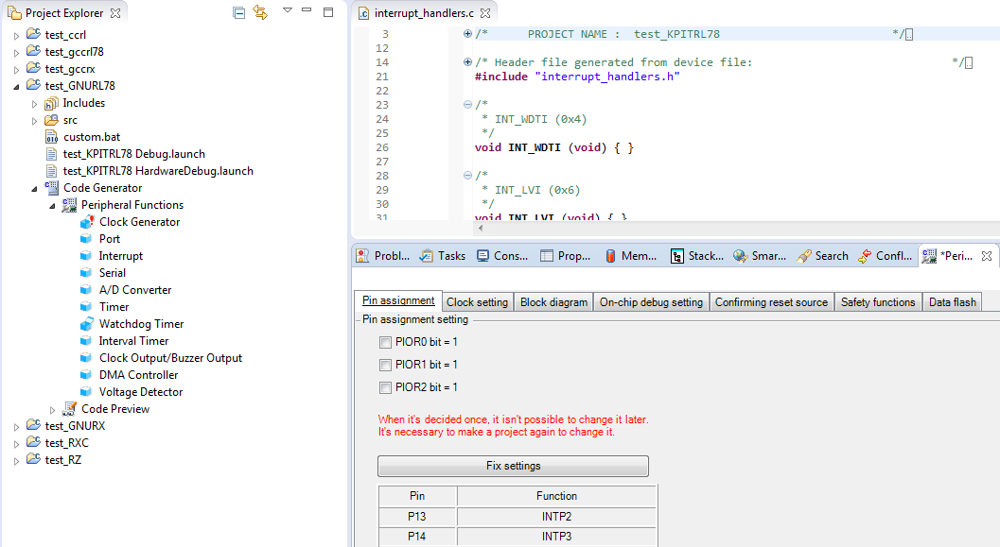 Project Explorer
test_ccrl
test_gccrl78
test_gccrx
test_GNURL78
Includes
src
custom.bat
test_KPITRL78 Debug.launch
test_KPITRL78 HardwareDebug.launch
Code Generator
Peripheral Functions
Clock Generator
Port
Interrupt
Serial
A/D Converter
Timer
Watchdog Timer
Interval Timer
Clock Output/Buzzer Output
DMA Controller
Voltage Detector
Code Preview
test_GNURX
test_RXC
test_RZ
interrupt_handlers.c
3 /* PROJECT NAME : test_KPITRL78 */
12
14 /* Header file generated from device file: */
21 #include "interrupt_handlers.h"
22
23 /*
24 * INT_WDTI (0x4)
25 */
26 void INT_WDTI (void) { }
27
28 /*
29 * INT_LVI (0x6)
30 */
31 void INT_LVI (void) { }
Probl... Tasks Cons... Prop... Mem... Stack... Smar... Search Confl... *Peri...
Pin assignment Clock setting Block diagram On-chip debug setting Confirming reset source Safety functions Data flash
Pin assignment setting
PIOR0 bit = 1
PIOR1 bit = 1
PIOR2 bit = 1
When it's decided once, it isn't possible to change it later.
It's necessary to make a project again to change it.
Fix settings
Pin Function
P13 INTP2
P14 INTP3